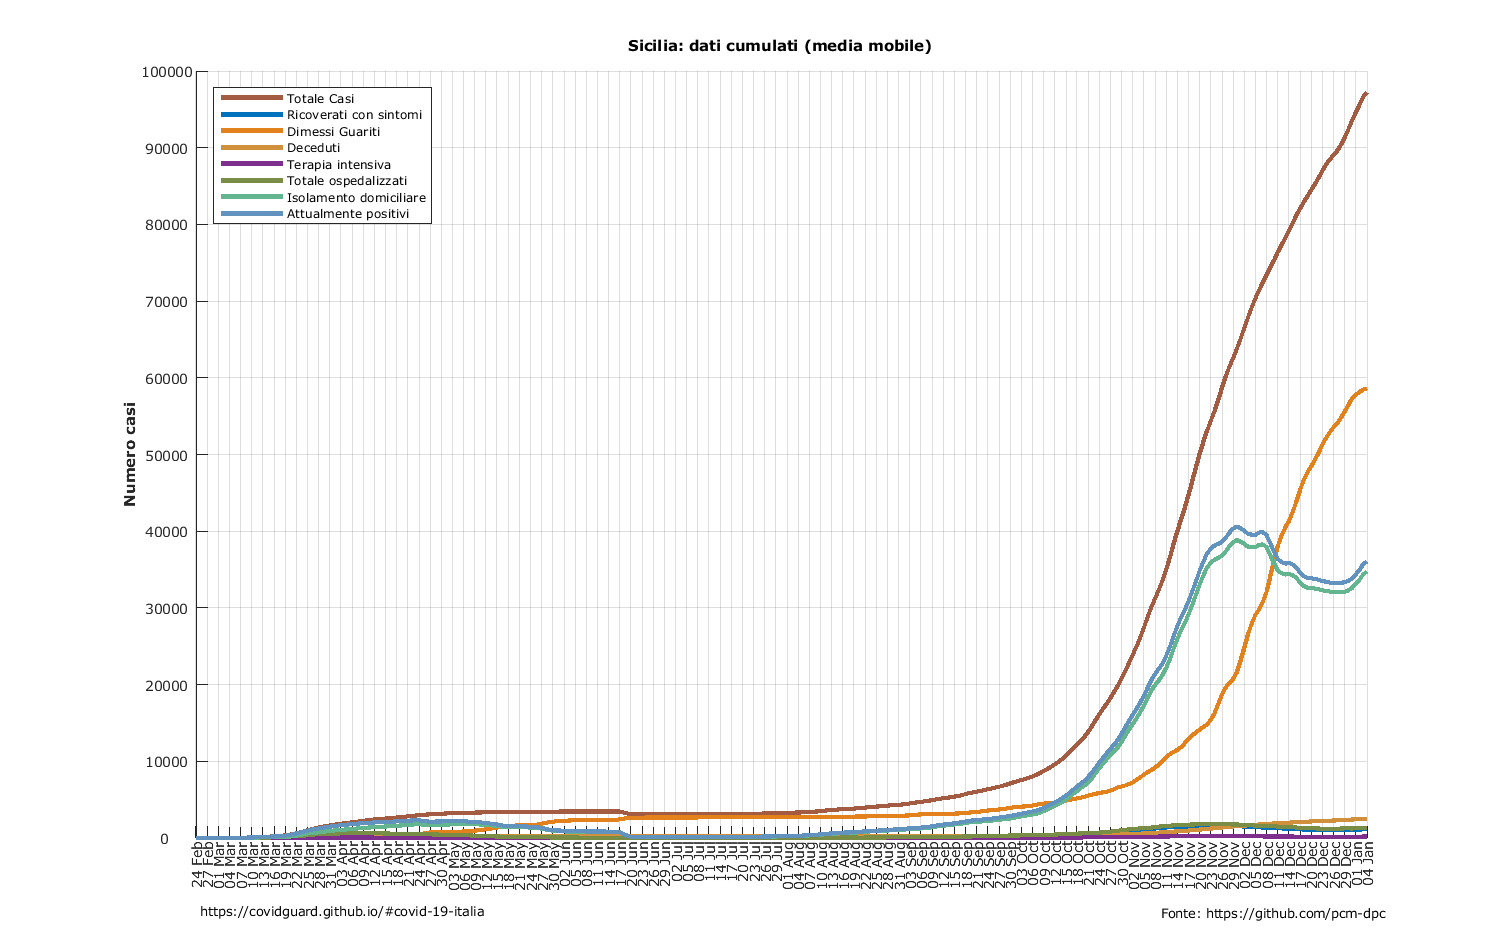 Sicilia: dati cumulati (media mobile)
100000
90000
80000
70000
60000
50000
40000
30000
20000
10000
0
Numero casi
Totale Casi
Ricoverati con sintomi
Dimessi Guariti
Deceduti
Terapia intensiva
Totale ospedalizzati
Isolamento domiciliare
Attualmente positivi
24 Feb
27 Feb
01 Mar
04 Mar
07 Mar
10 Mar
13 Mar
16 Mar
19 Mar
22 Mar
25 Mar
28 Mar
31 Mar
03 Apr
06 Apr
09 Apr
12 Apr
15 Apr
18 Apr
21 Apr
24 Apr
27 Apr
30 Apr
03 May
06 May
09 May
12 May
15 May
18 May
21 May
24 May
27 May
30 May
02 Jun
05 Jun
08 Jun
11 Jun
14 Jun
17 Jun
20 Jun
23 Jun
26 Jun
29 Jun
02 Jul
05 Jul
08 Jul
11 Jul
14 Jul
17 Jul
20 Jul
23 Jul
26 Jul
29 Jul
01 Aug
04 Aug
07 Aug
10 Aug
13 Aug
16 Aug
19 Aug
22 Aug
25 Aug
28 Aug
31 Aug
03 Sep
06 Sep
09 Sep
12 Sep
15 Sep
18 Sep
21 Sep
24 Sep
27 Sep
30 Sep
03 Oct
06 Oct
09 Oct
12 Oct
15 Oct
18 Oct
21 Oct
24 Oct
27 Oct
30 Oct
02 Nov
05 Nov
08 Nov
11 Nov
14 Nov
17 Nov
20 Nov
23 Nov
26 Nov
29 Nov
02 Dec
05 Dec
08 Dec
11 Dec
14 Dec
17 Dec
20 Dec
23 Dec
26 Dec
29 Dec
01 Jan
04 Jan
https://covidguard.github.io/#covid-19-italia
Fonte: https://github.com/pcm-dpc